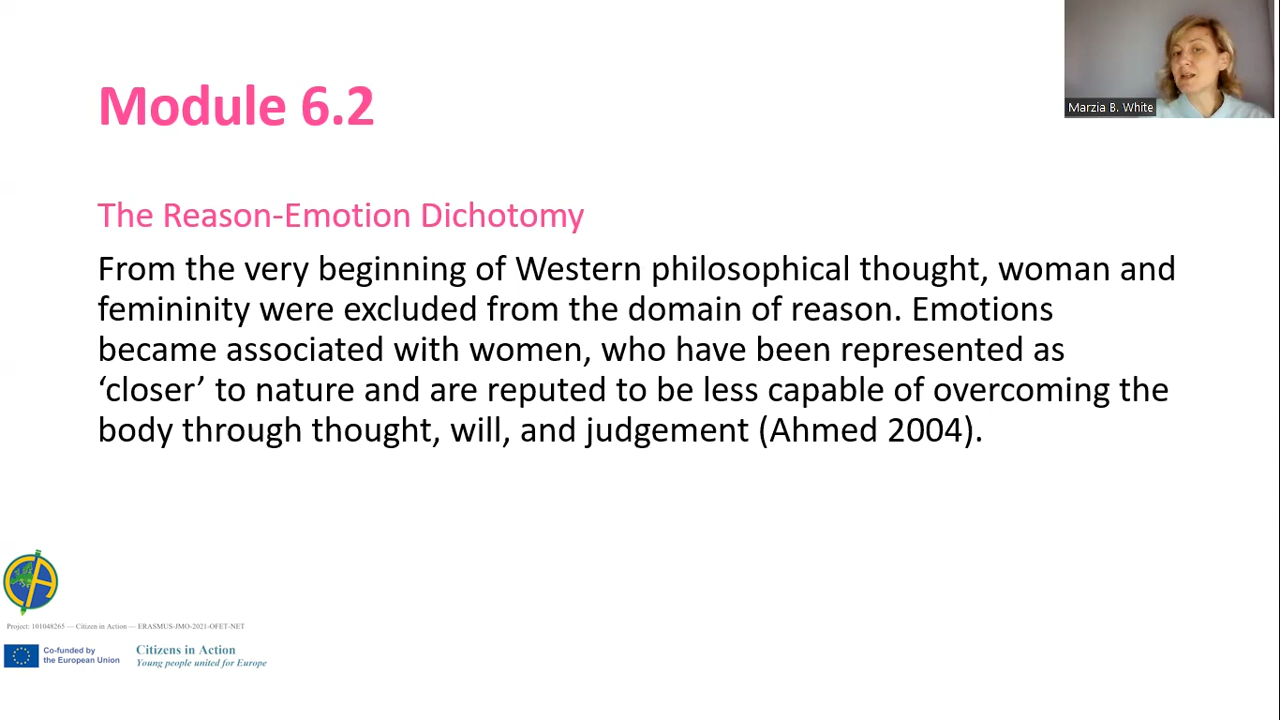 Module 6.2
Marzia B. White
The Reason-Emotion Dichotomy
From the very beginning of Western philosophical thought, woman and
femininity were excluded from the domain of reason. Emotions
became associated with women, who have been represented as
‘closer’ to nature and are reputed to be less capable of overcoming the
body through thought, will, and judgement (Ahmed 2004).
Project: 101048265 — Citizen in Action — ERASMUS-JMO-2021-OFET-NET
Co-funded by
the European Union
Citizens in Action
Young people united for Europe